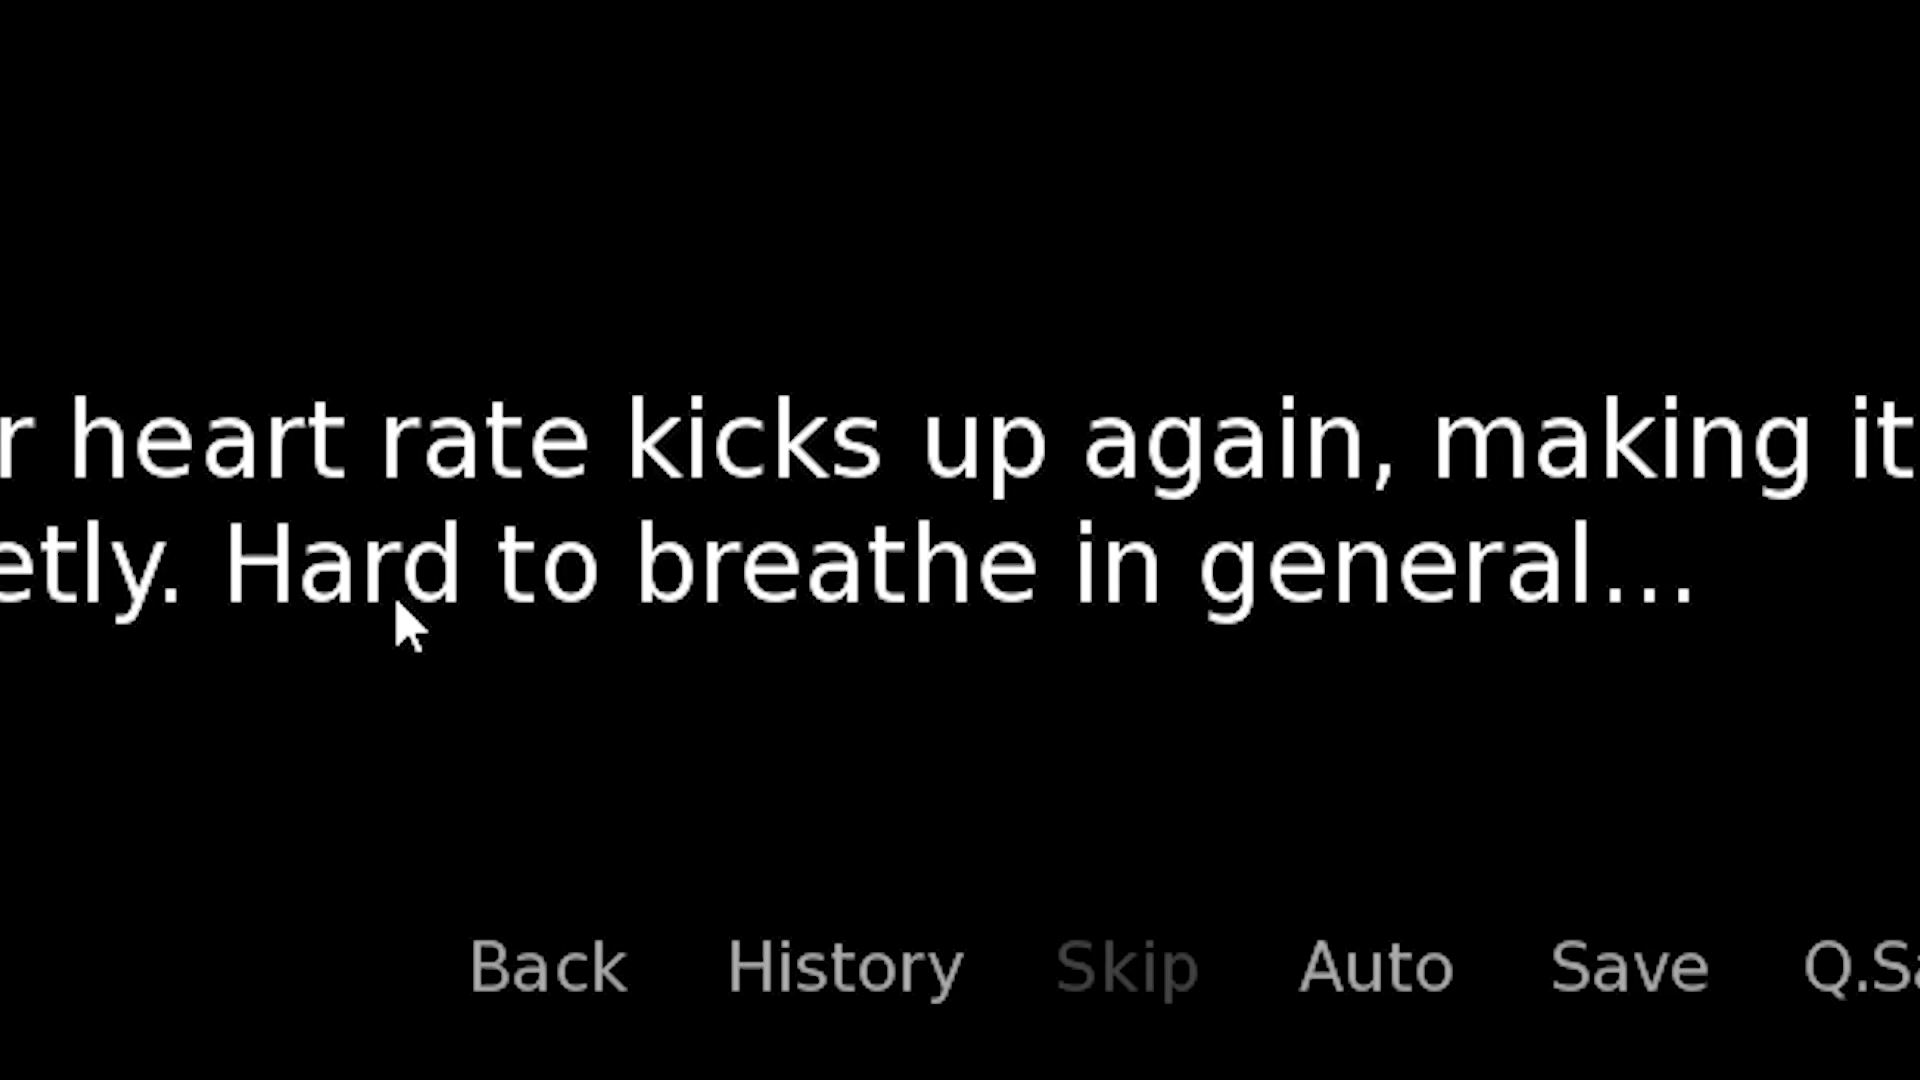 r heart rate kicks up again, making it
etly. Hard to breathe in general...
Back History Skip Auto Save Q.Sa